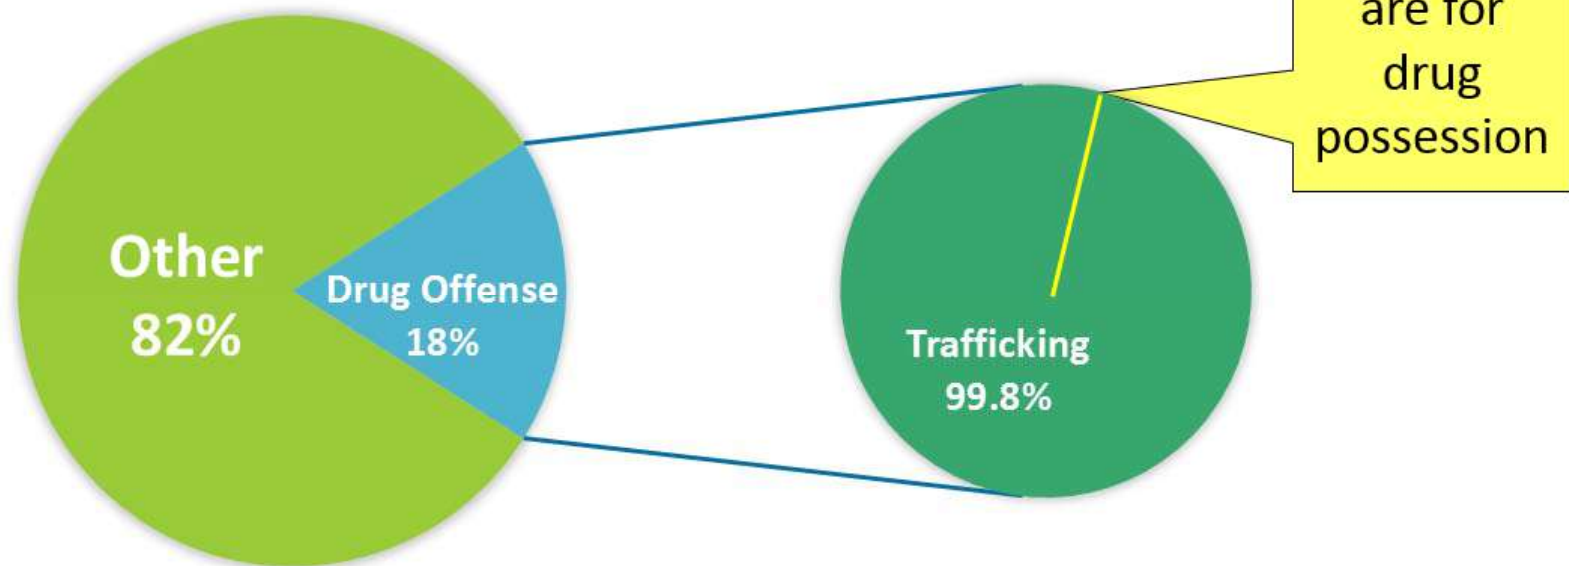 Other
82%
Drug Offense
18%
Trafficking
99.8%
are for
drug
possession